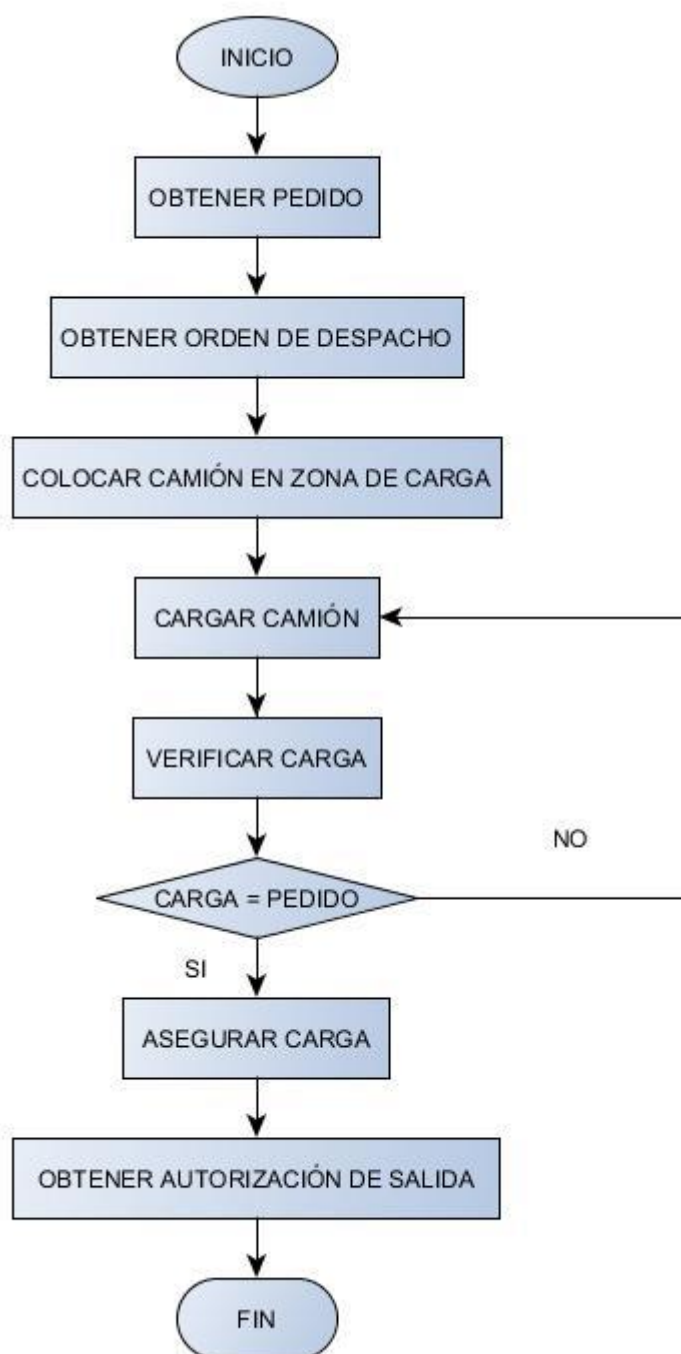 INICIO
OBTENER PEDIDO
OBTENER ORDEN DE DESPACHO
COLOCAR CAMIÓN EN ZONA DE CARGA
CARGAR CAMIÓN
VERIFICAR CARGA
NO
CARGA = PEDIDO
SI
ASEGURAR CARGA
OBTENER AUTORIZACIÓN DE SALIDA
FIN